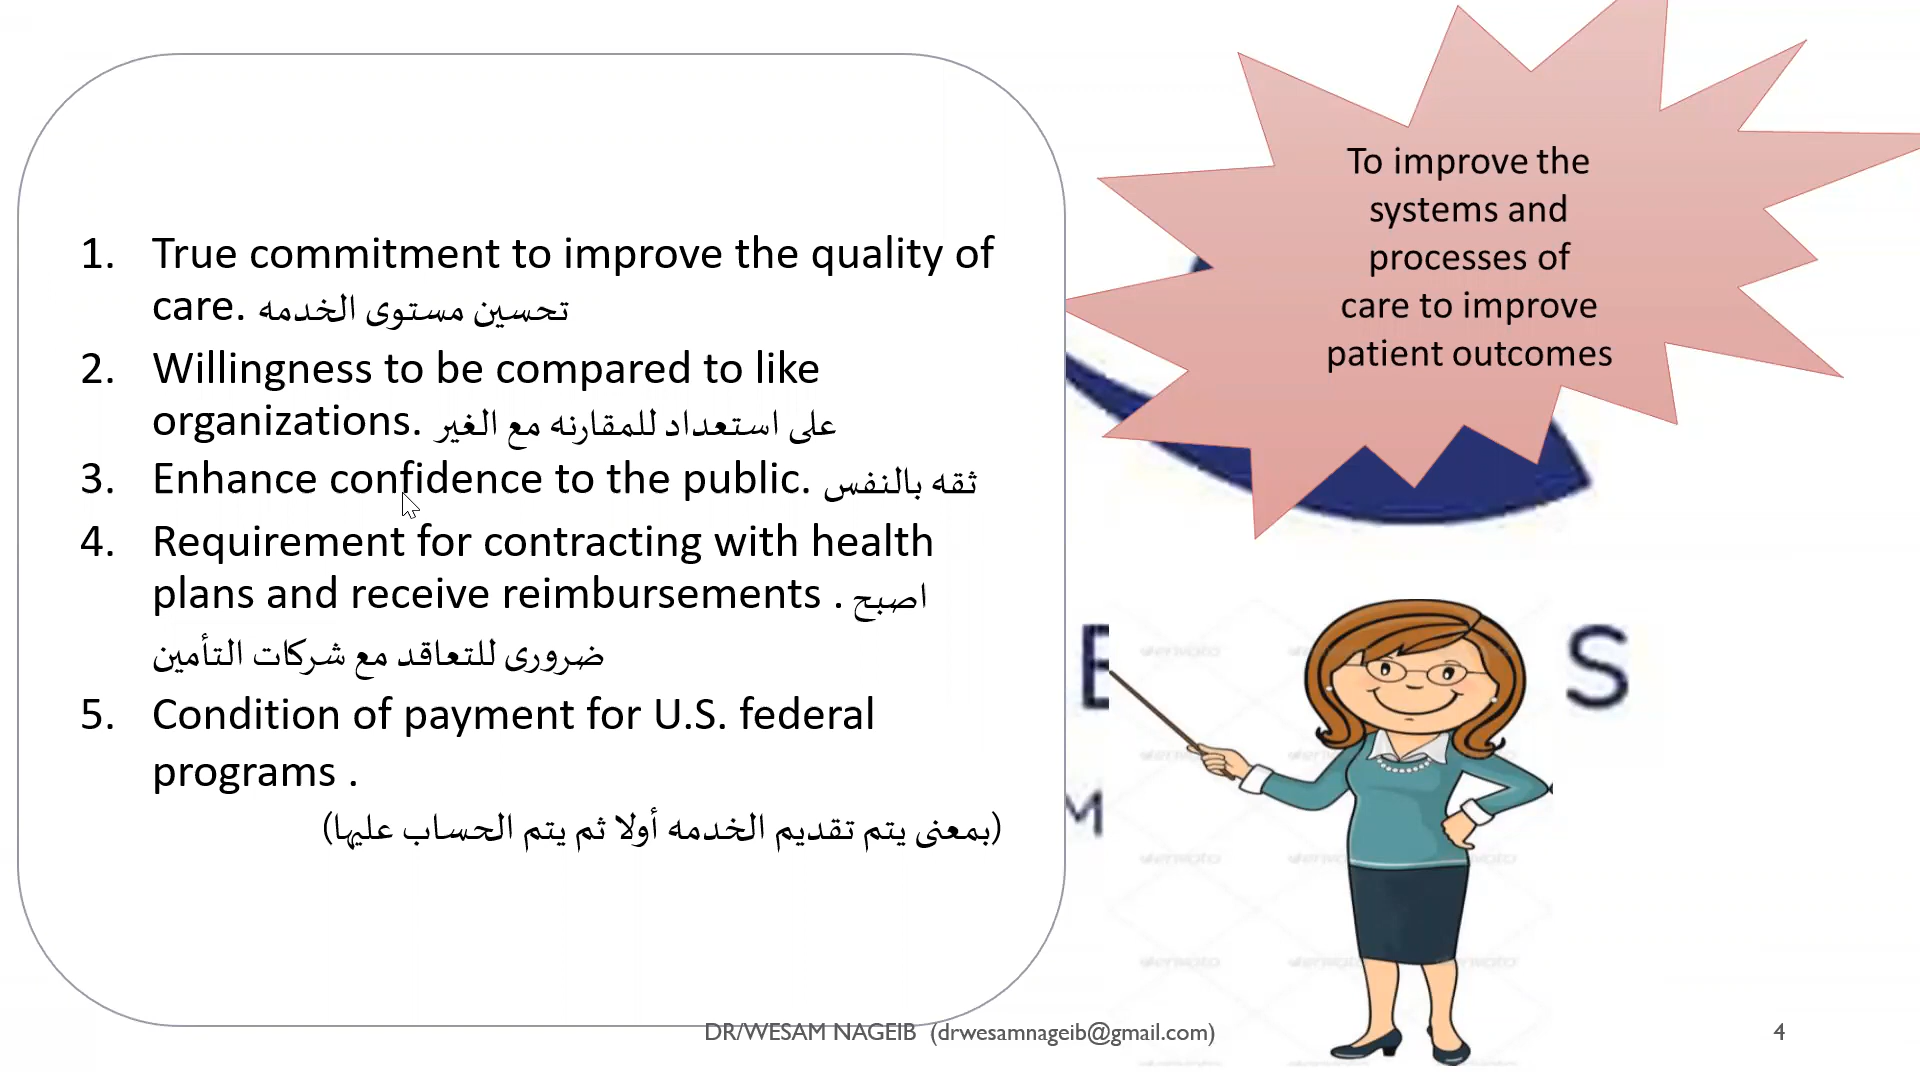 1. True commitment to improve the quality of
care. تحسين مستوى الخدمه
2. Willingness to be compared to like
organizations. على استعداد للمقارنه مع الغير
3. Enhance confidence to the public. ثقه بالنفس
4. Requirement for contracting with health
plans and receive reimbursements . اصبح
ضرورى للتعاقد مع شركات التأمين
5. Condition of payment for U.S. federal
programs .
(بمعنى يتم تقديم الخدمه أولا ثم يتم الحساب عليها)
To improve the
systems and
processes of
care to improve
patient outcomes
E S
M
envato
DR/WESAM NAGEIB (drwesamnageib@gmail.com)
4